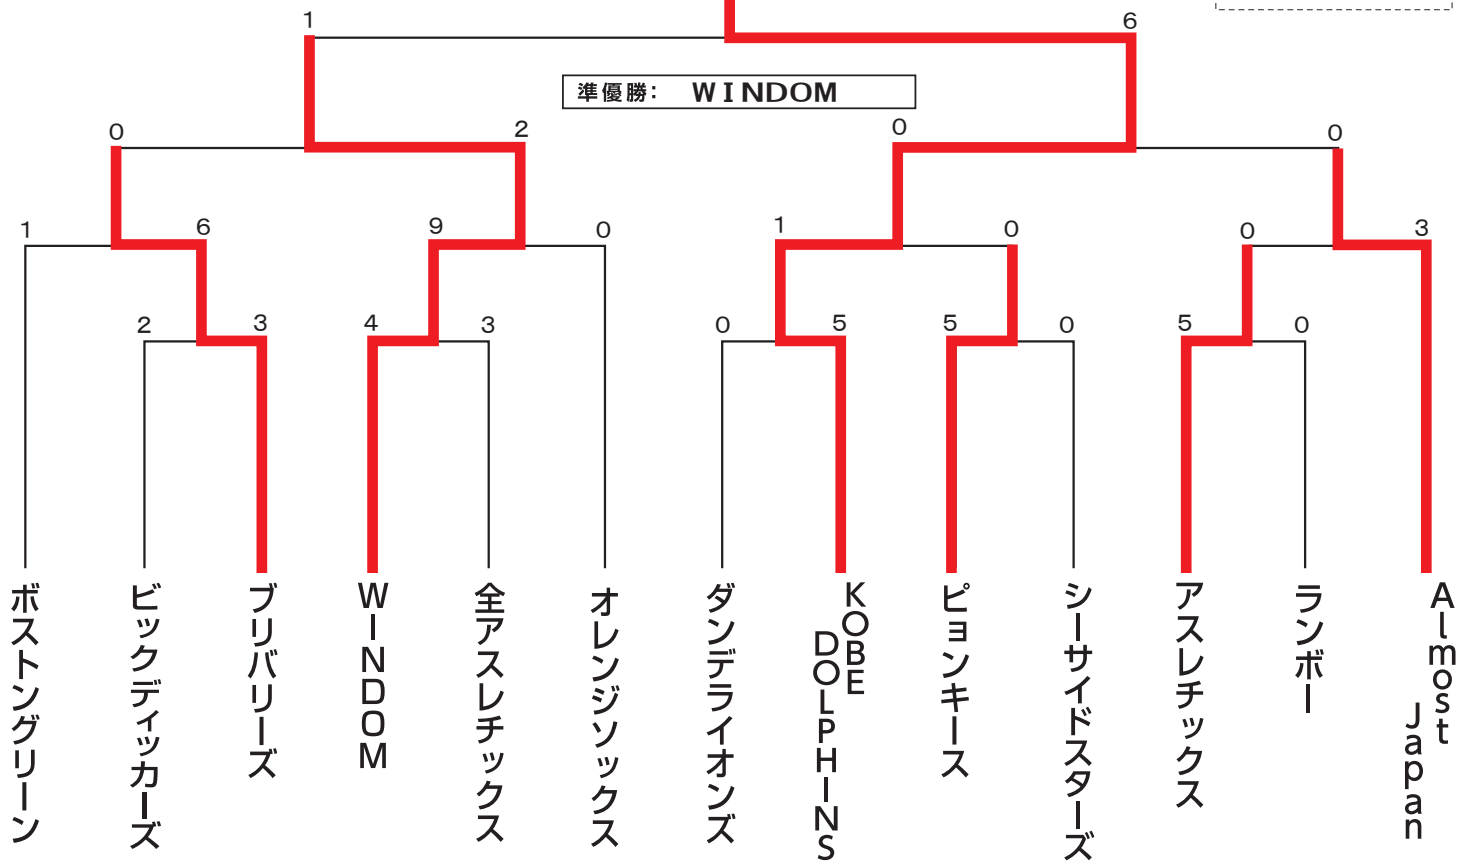 1
6
準優勝： WINDOM
0
2
0
0
1
6
9
0
1
0
0
3
2
3
4
3
0
5
5
0
5
0
ボストングリーン
ビックディッカーズ
ブリバリーズ
WINDOM
全アスレチックス
オレンジソックス
ダンデライオンズ
KOBE
DOLPHINS
ピョンキース
シーサイドスターズ
アスレチックス
ランボー
Almost
Japan